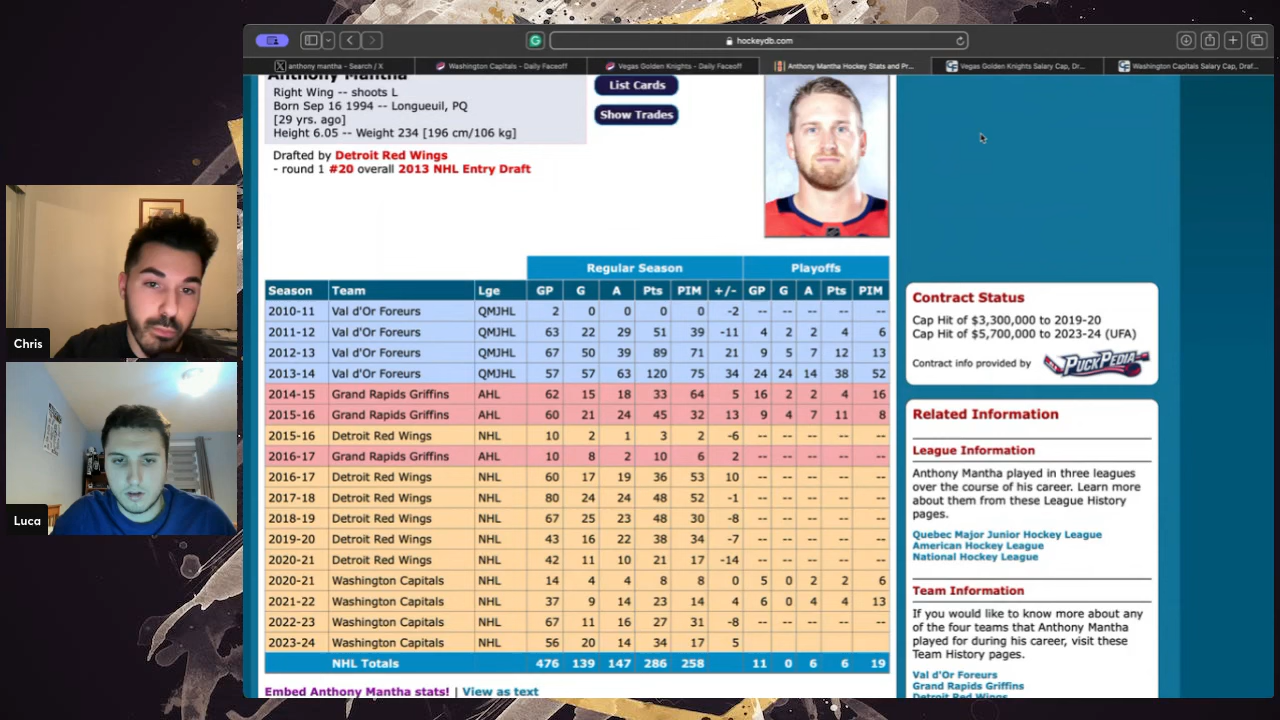 hockeydb.com
anthony mantha - Search / X
Washington Capitals - Daily Faceoff
Vegas Golden Knights - Daily Faceoff
Anthony Mantha Hockey Stats and Pr...
Vegas Golden Knights Salary Cap, Dr...
Washington Capitals Salary Cap, Draf...
Anthony Mantha
Right Wing -- shoots L
Born Sep 16 1994 -- Longueuil, PQ
[29 yrs. ago]
Height 6.05 -- Weight 234 [196 cm/106 kg]
List Cards
Show Trades
Drafted by Detroit Red Wings
- round 1 #20 overall 2013 NHL Entry Draft
Regular Season Playoffs
Season Team Lge GP G A Pts PIM +/- GP G A Pts PIM
2010-11 Val d'Or Foreurs QMJHL 2 0 0 0 0 -2 -- -- -- -- --
2011-12 Val d'Or Foreurs QMJHL 63 22 29 51 39 -11 4 2 2 4 6
2012-13 Val d'Or Foreurs QMJHL 67 50 39 89 71 21 9 5 7 12 13
2013-14 Val d'Or Foreurs QMJHL 57 57 63 120 75 34 24 24 14 38 52
2014-15 Grand Rapids Griffins AHL 62 15 18 33 64 5 16 2 2 4 16
2015-16 Grand Rapids Griffins AHL 60 21 24 45 32 13 9 4 7 11 8
2015-16 Detroit Red Wings NHL 10 2 1 3 2 -6 -- -- -- -- --
2016-17 Grand Rapids Griffins AHL 10 8 2 10 6 2 -- -- -- -- --
2016-17 Detroit Red Wings NHL 60 17 19 36 53 10 -- -- -- -- --
2017-18 Detroit Red Wings NHL 80 24 24 48 52 -1 -- -- -- -- --
2018-19 Detroit Red Wings NHL 67 25 23 48 30 -8 -- -- -- -- --
2019-20 Detroit Red Wings NHL 43 16 22 38 34 -7 -- -- -- -- --
2020-21 Detroit Red Wings NHL 42 11 10 21 17 -14 -- -- -- -- --
2020-21 Washington Capitals NHL 14 4 4 8 8 0 5 0 2 2 6
2021-22 Washington Capitals NHL 37 9 14 23 14 4 6 0 4 4 13
2022-23 Washington Capitals NHL 67 11 16 27 31 -8 -- -- -- -- --
2023-24 Washington Capitals NHL 56 20 14 34 17 5
NHL Totals 476 139 147 286 258 11 0 6 6 19
Embed Anthony Mantha stats! | View as text
Contract Status
Cap Hit of $3,300,000 to 2019-20
Cap Hit of $5,700,000 to 2023-24 (UFA)
Contract info provided by PUCKPEDIA
Related Information
League Information
Anthony Mantha played in three leagues
over the course of his career. Learn more
about them from these League History
pages.
Quebec Major Junior Hockey League
American Hockey League
National Hockey League
Team Information
If you would like to know more about any
of the four teams that Anthony Mantha
played for during his career, visit these
Team History pages.
Val d'Or Foreurs
Grand Rapids Griffins
Detroit Red Wings
Chris
Luca